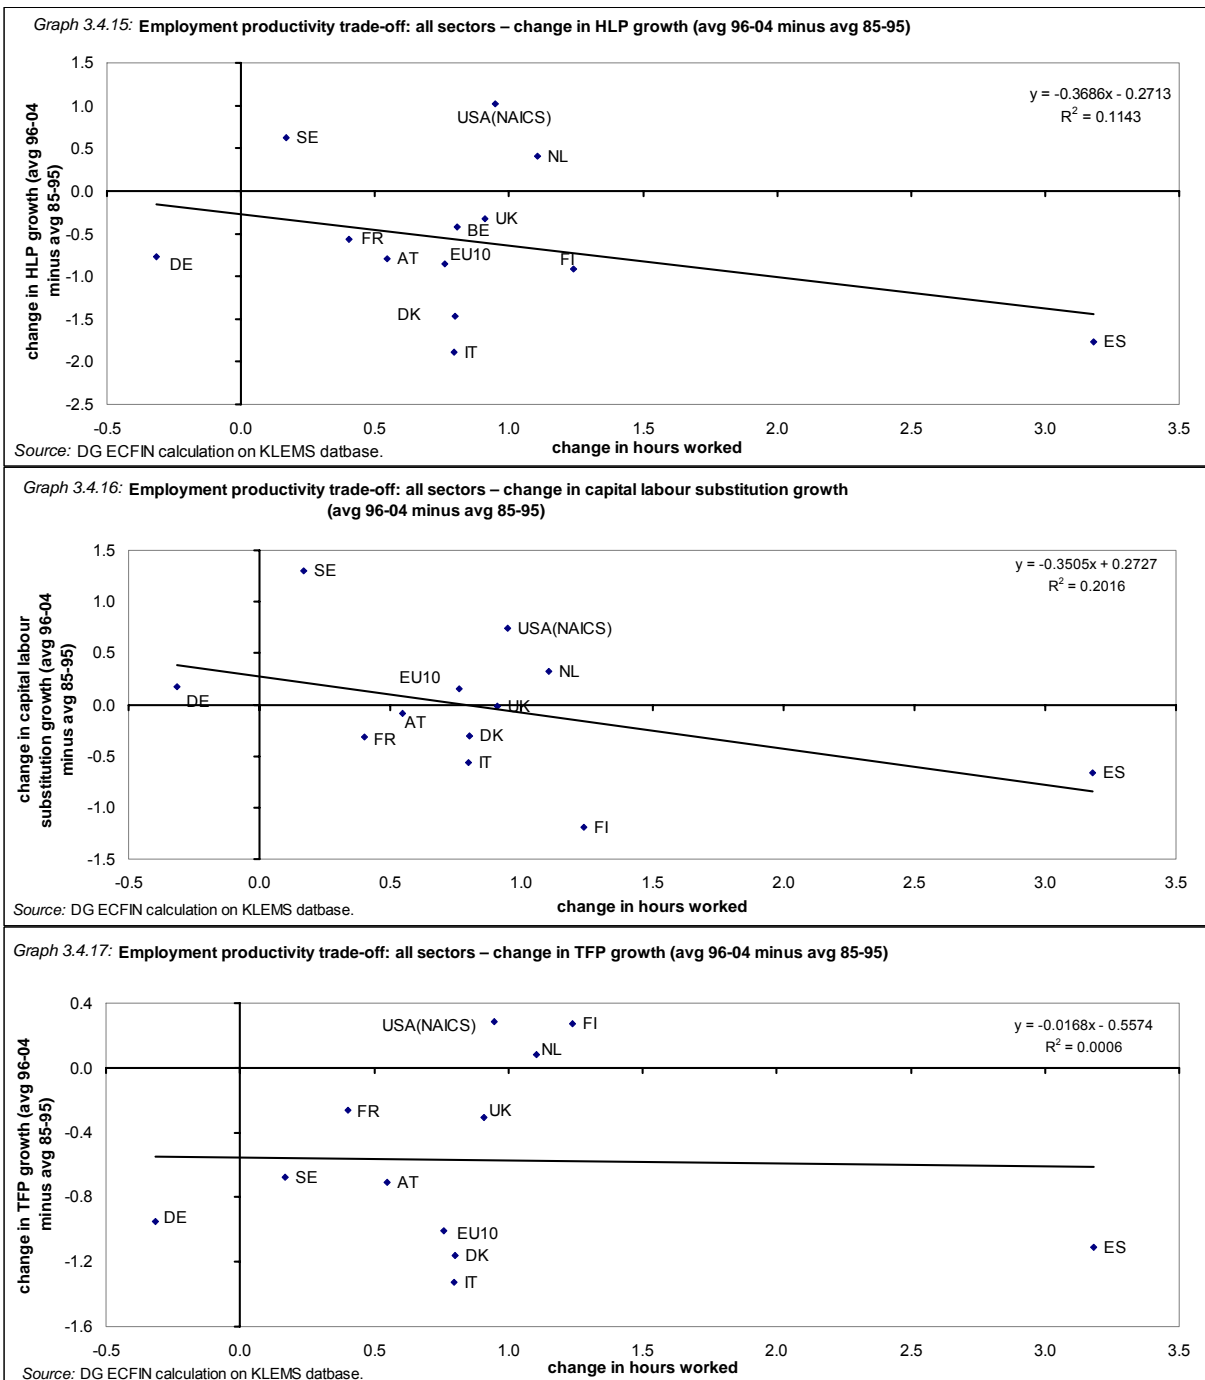 Graph 3.4.15: Employment productivity trade-off: all sectors – change in HLP growth (avg 96-04 minus avg 85-95)
change in HLP growth (avg 96-04
minus avg 85-95)
1.5
1.0
0.5
0.0
-0.5
-1.0
-1.5
-2.0
-2.5
y = -0.3686x - 0.2713
R² = 0.1143
USA(NAICS)
SE
NL
UK
BE
FR
AT
EU10
FI
DE
DK
IT
ES
-0.5 0.0 0.5 1.0 1.5 2.0 2.5 3.0 3.5
change in hours worked
Source: DG ECFIN calculation on KLEMS datbase.
Graph 3.4.16: Employment productivity trade-off: all sectors – change in capital labour substitution growth
(avg 96-04 minus avg 85-95)
change in capital labour
substitution growth (avg 96-04
minus avg 85-95)
1.5
1.0
0.5
0.0
-0.5
-1.0
-1.5
y = -0.3505x + 0.2727
R² = 0.2016
SE
USA(NAICS)
NL
EU10
DE
UK
AT
FR
DK
IT
ES
FI
-0.5 0.0 0.5 1.0 1.5 2.0 2.5 3.0 3.5
change in hours worked
Source: DG ECFIN calculation on KLEMS datbase.
Graph 3.4.17: Employment productivity trade-off: all sectors – change in TFP growth (avg 96-04 minus avg 85-95)
change in TFP growth (avg 96-04
minus avg 85-95)
0.4
0.0
-0.4
-0.8
-1.2
-1.6
y = -0.0168x - 0.5574
R² = 0.0006
USA(NAICS)
FI
NL
FR
UK
SE
AT
DE
EU10
DK
IT
ES
-0.5 0.0 0.5 1.0 1.5 2.0 2.5 3.0 3.5
change in hours worked
Source: DG ECFIN calculation on KLEMS datbase.